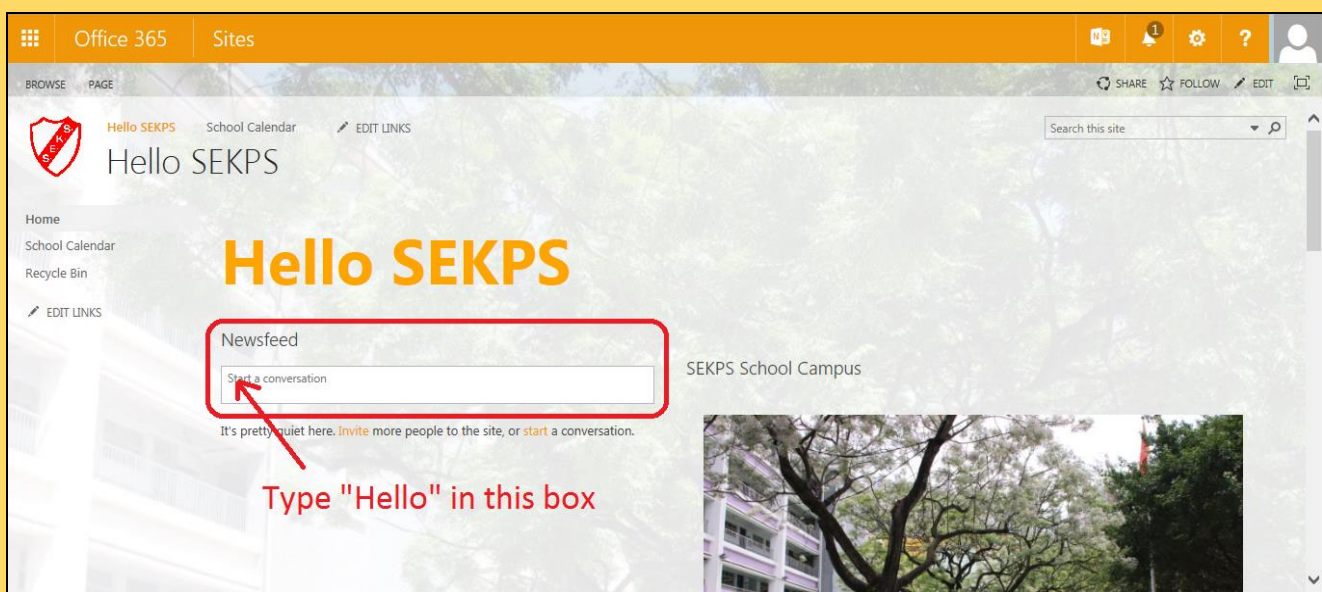 Office 365 Sites
1 ?
BROWSE PAGE SHARE FOLLOW EDIT
S.
K.
E.
S.
Hello SEKPS School Calendar EDIT LINKS
Search this site
Hello SEKPS
Home
School Calendar
Recycle Bin
EDIT LINKS
Hello SEKPS
Newsfeed
Start a conversation
SEKPS School Campus
It's pretty quiet here. Invite more people to the site, or start a conversation.
Type "Hello" in this box